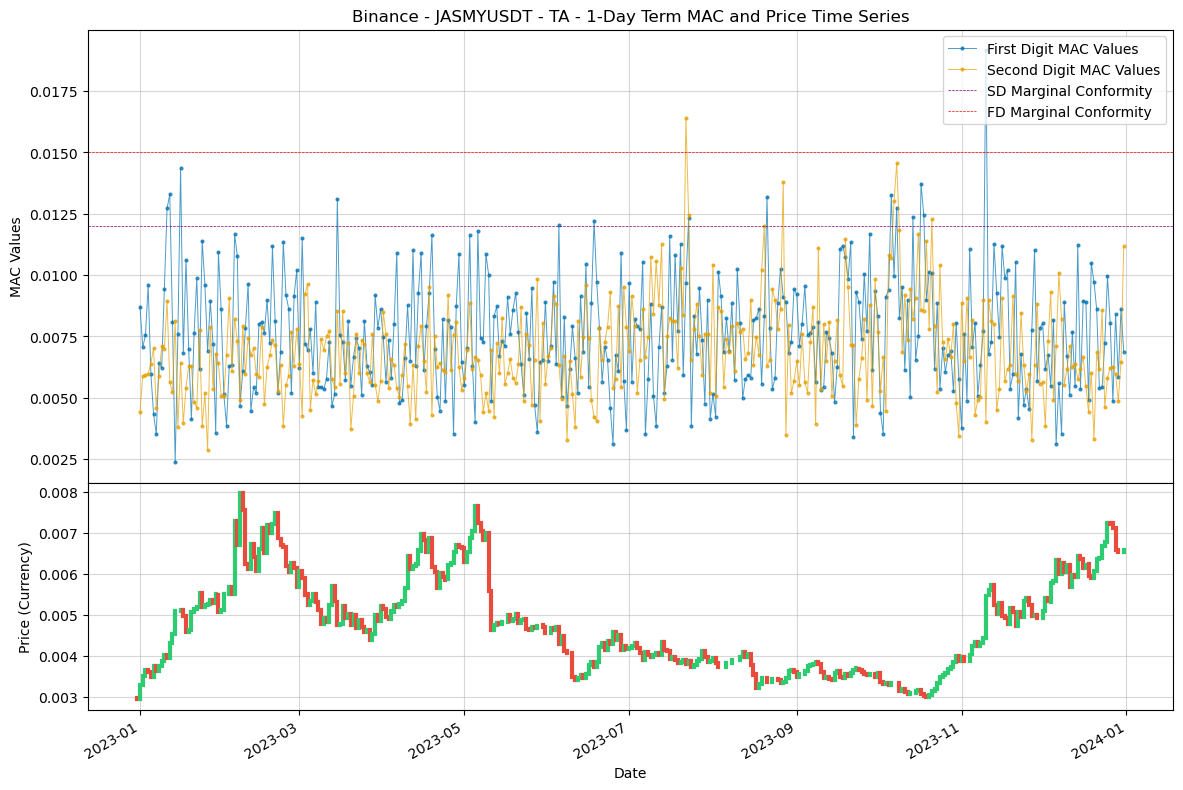 Binance - JASMYUSDT - TA - 1-Day Term MAC and Price Time Series
First Digit MAC Values
Second Digit MAC Values
SD Marginal Conformity
FD Marginal Conformity
MAC Values
0.0175
0.0150
0.0125
0.0100
0.0075
0.0050
0.0025
Price (Currency)
0.008
0.007
0.006
0.005
0.004
0.003
2023-01
2023-03
2023-05
2023-07
2023-09
2023-11
2024-01
Date